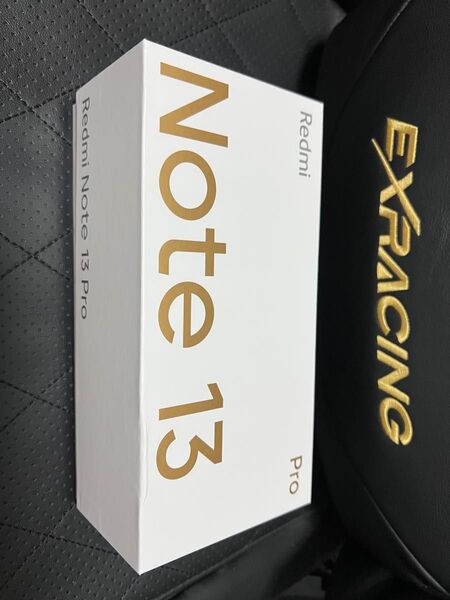 Redmi
Note 13
Pro
Redmi Note 13 Pro
EXRACING